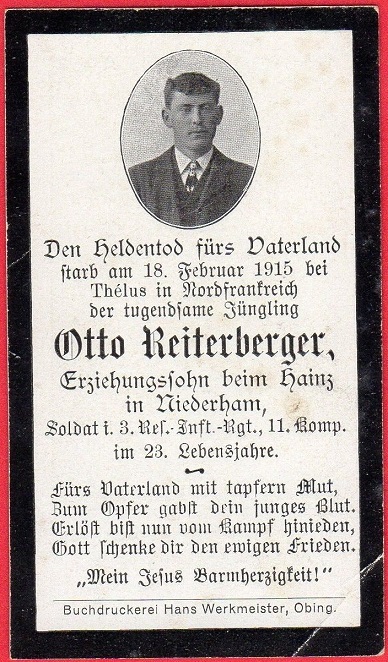 Den Heldentod fürs Vaterland
starb am 18. Februar 1915 bei
Thélus in Nordfrankreich
der tugendsame Jüngling
Otto Reiterberger,
Erziehungssohn beim Hainz
in Niederham,
Soldat i. 3. Res.-Inft.-Rgt., 11. Komp.
im 23. Lebensjahre.
Fürs Vaterland mit tapfern Mut,
Zum Opfer gabst dein junges Blut.
Erlöst bist nun vom Kampf hinieden,
Gott schenke dir den ewigen Frieden.
„Mein Jesus Barmherzigkeit!"
Buchdruckerei Hans Werkmeister, Obing.